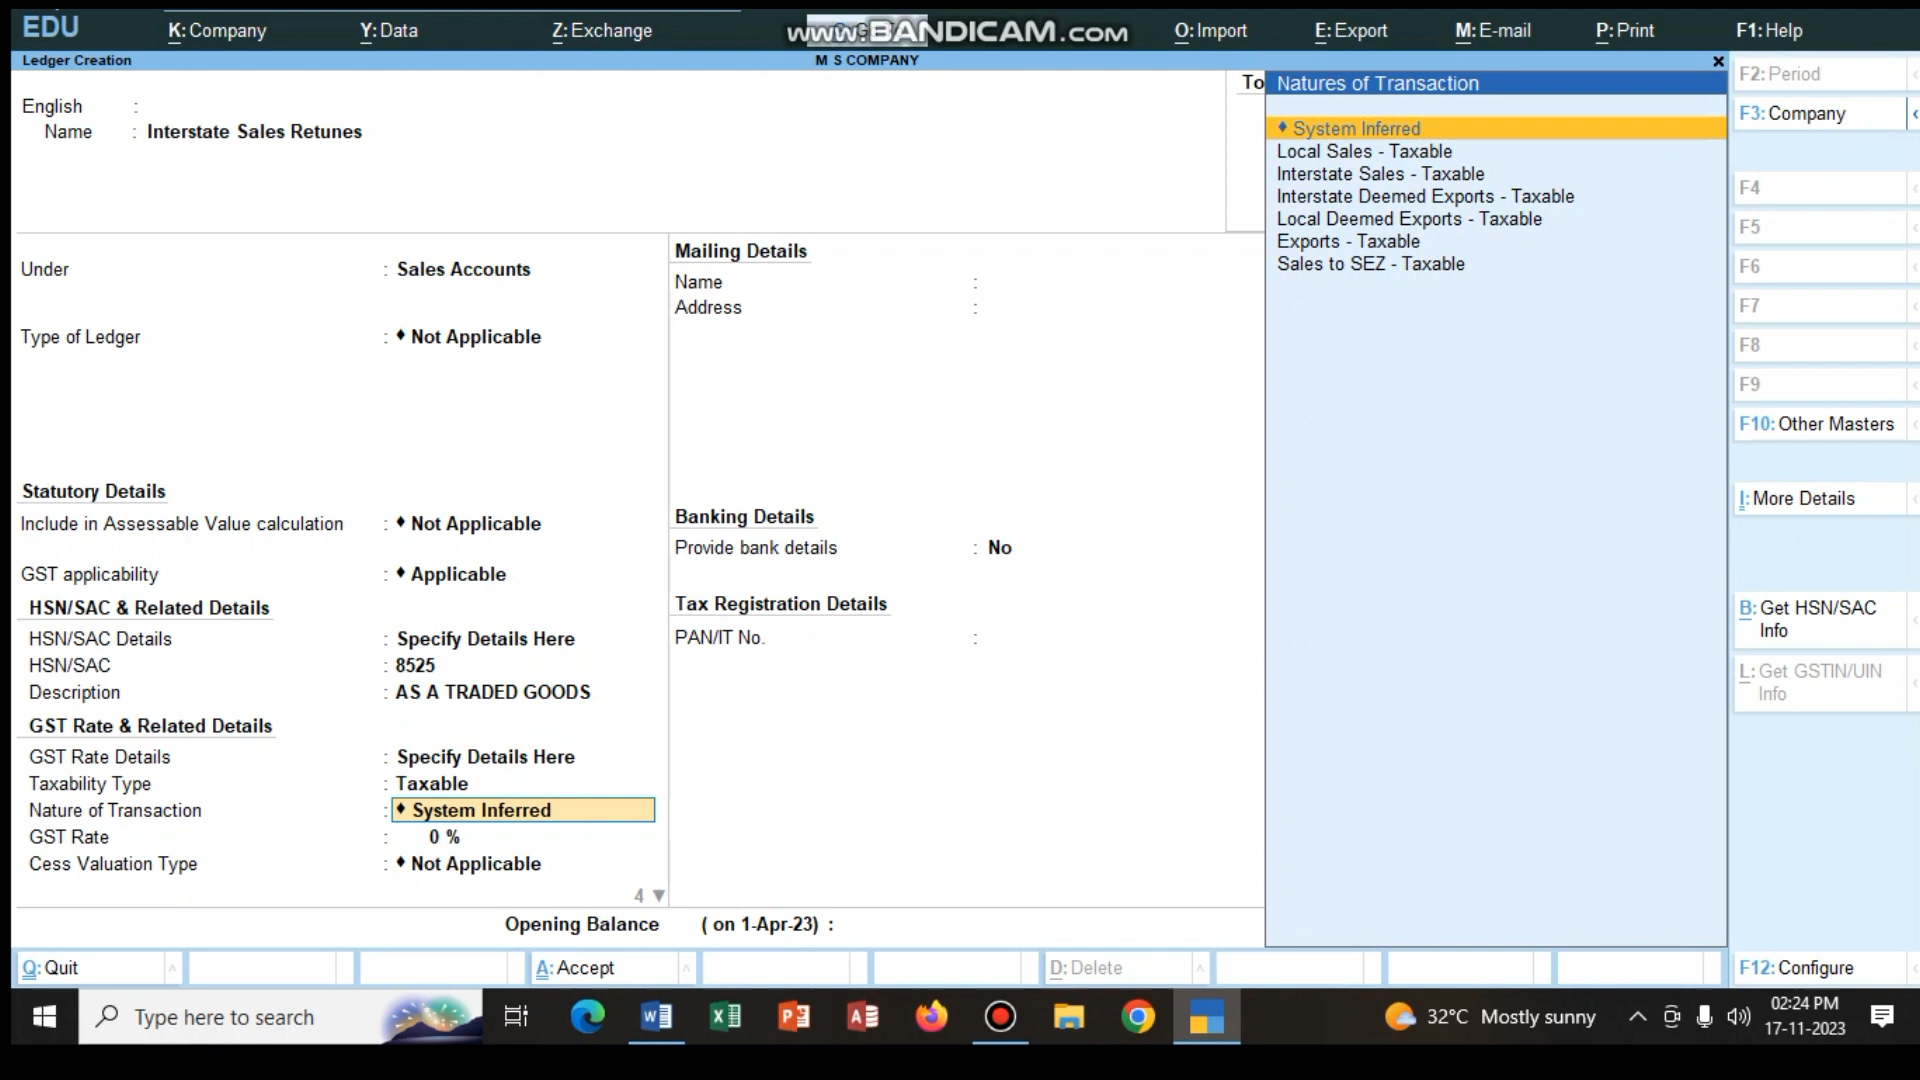 EDU
K: Company
Y: Data
Z: Exchange
www.BANDICAM.com
O: Import
E: Export
M: E-mail
P: Print
F1: Help
Ledger Creation
M S COMPANY
×
English :
Name : Interstate Sales Retunes
To
Under : Sales Accounts
Type of Ledger : ♦ Not Applicable
Statutory Details
Include in Assessable Value calculation : ♦ Not Applicable
GST applicability : ♦ Applicable
HSN/SAC & Related Details
HSN/SAC Details : Specify Details Here
HSN/SAC : 8525
Description : AS A TRADED GOODS
GST Rate & Related Details
GST Rate Details : Specify Details Here
Taxability Type : Taxable
Nature of Transaction : ♦ System Inferred
GST Rate : 0 %
Cess Valuation Type : ♦ Not Applicable
4 ▼
Mailing Details
Name :
Address :
Banking Details
Provide bank details : No
Tax Registration Details
PAN/IT No. :
Opening Balance ( on 1-Apr-23) :
Natures of Transaction
♦ System Inferred
Local Sales - Taxable
Interstate Sales - Taxable
Interstate Deemed Exports - Taxable
Local Deemed Exports - Taxable
Exports - Taxable
Sales to SEZ - Taxable
F2: Period
F3: Company
F4
F5
F6
F7
F8
F9
F10: Other Masters
I: More Details
B: Get HSN/SAC
Info
L: Get GSTIN/UIN
Info
Q: Quit
A: Accept
D: Delete
F12: Configure
Type here to search
32°C Mostly sunny
02:24 PM
17-11-2023